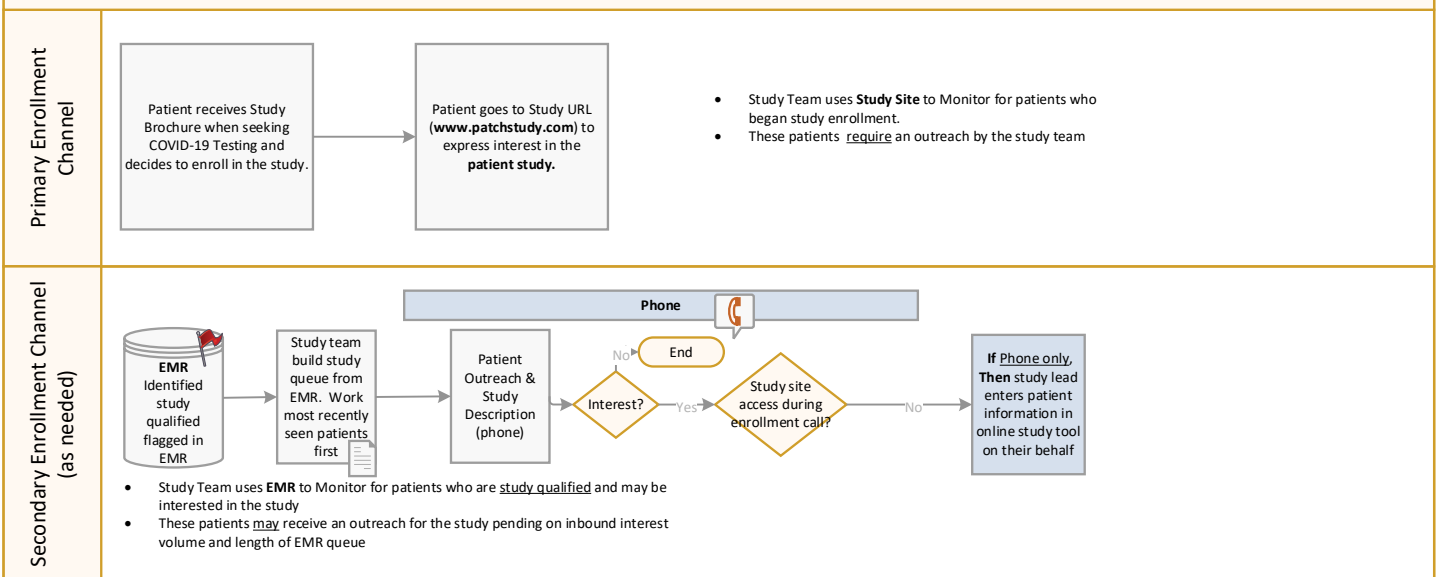 Primary Enrollment
Channel
Patient receives Study
Brochure when seeking
COVID-19 Testing and
decides to enroll in the study.
Patient goes to Study URL
(www.patchstudy.com) to
express interest in the
patient study.
• Study Team uses Study Site to Monitor for patients who
began study enrollment.
• These patients require an outreach by the study team
Secondary Enrollment Channel
(as needed)
Phone
EMR
Identified
study
qualified
flagged in
EMR
Study team
build study
queue from
EMR. Work
most recently
seen patients
first
Patient
Outreach &
Study
Description
(phone)
Interest?
No
End
Yes
Study site
access during
enrollment call?
No
If Phone only,
Then study lead
enters patient
information in
online study tool
on their behalf
• Study Team uses EMR to Monitor for patients who are study qualified and may be
interested in the study
• These patients may receive an outreach for the study pending on inbound interest
volume and length of EMR queue